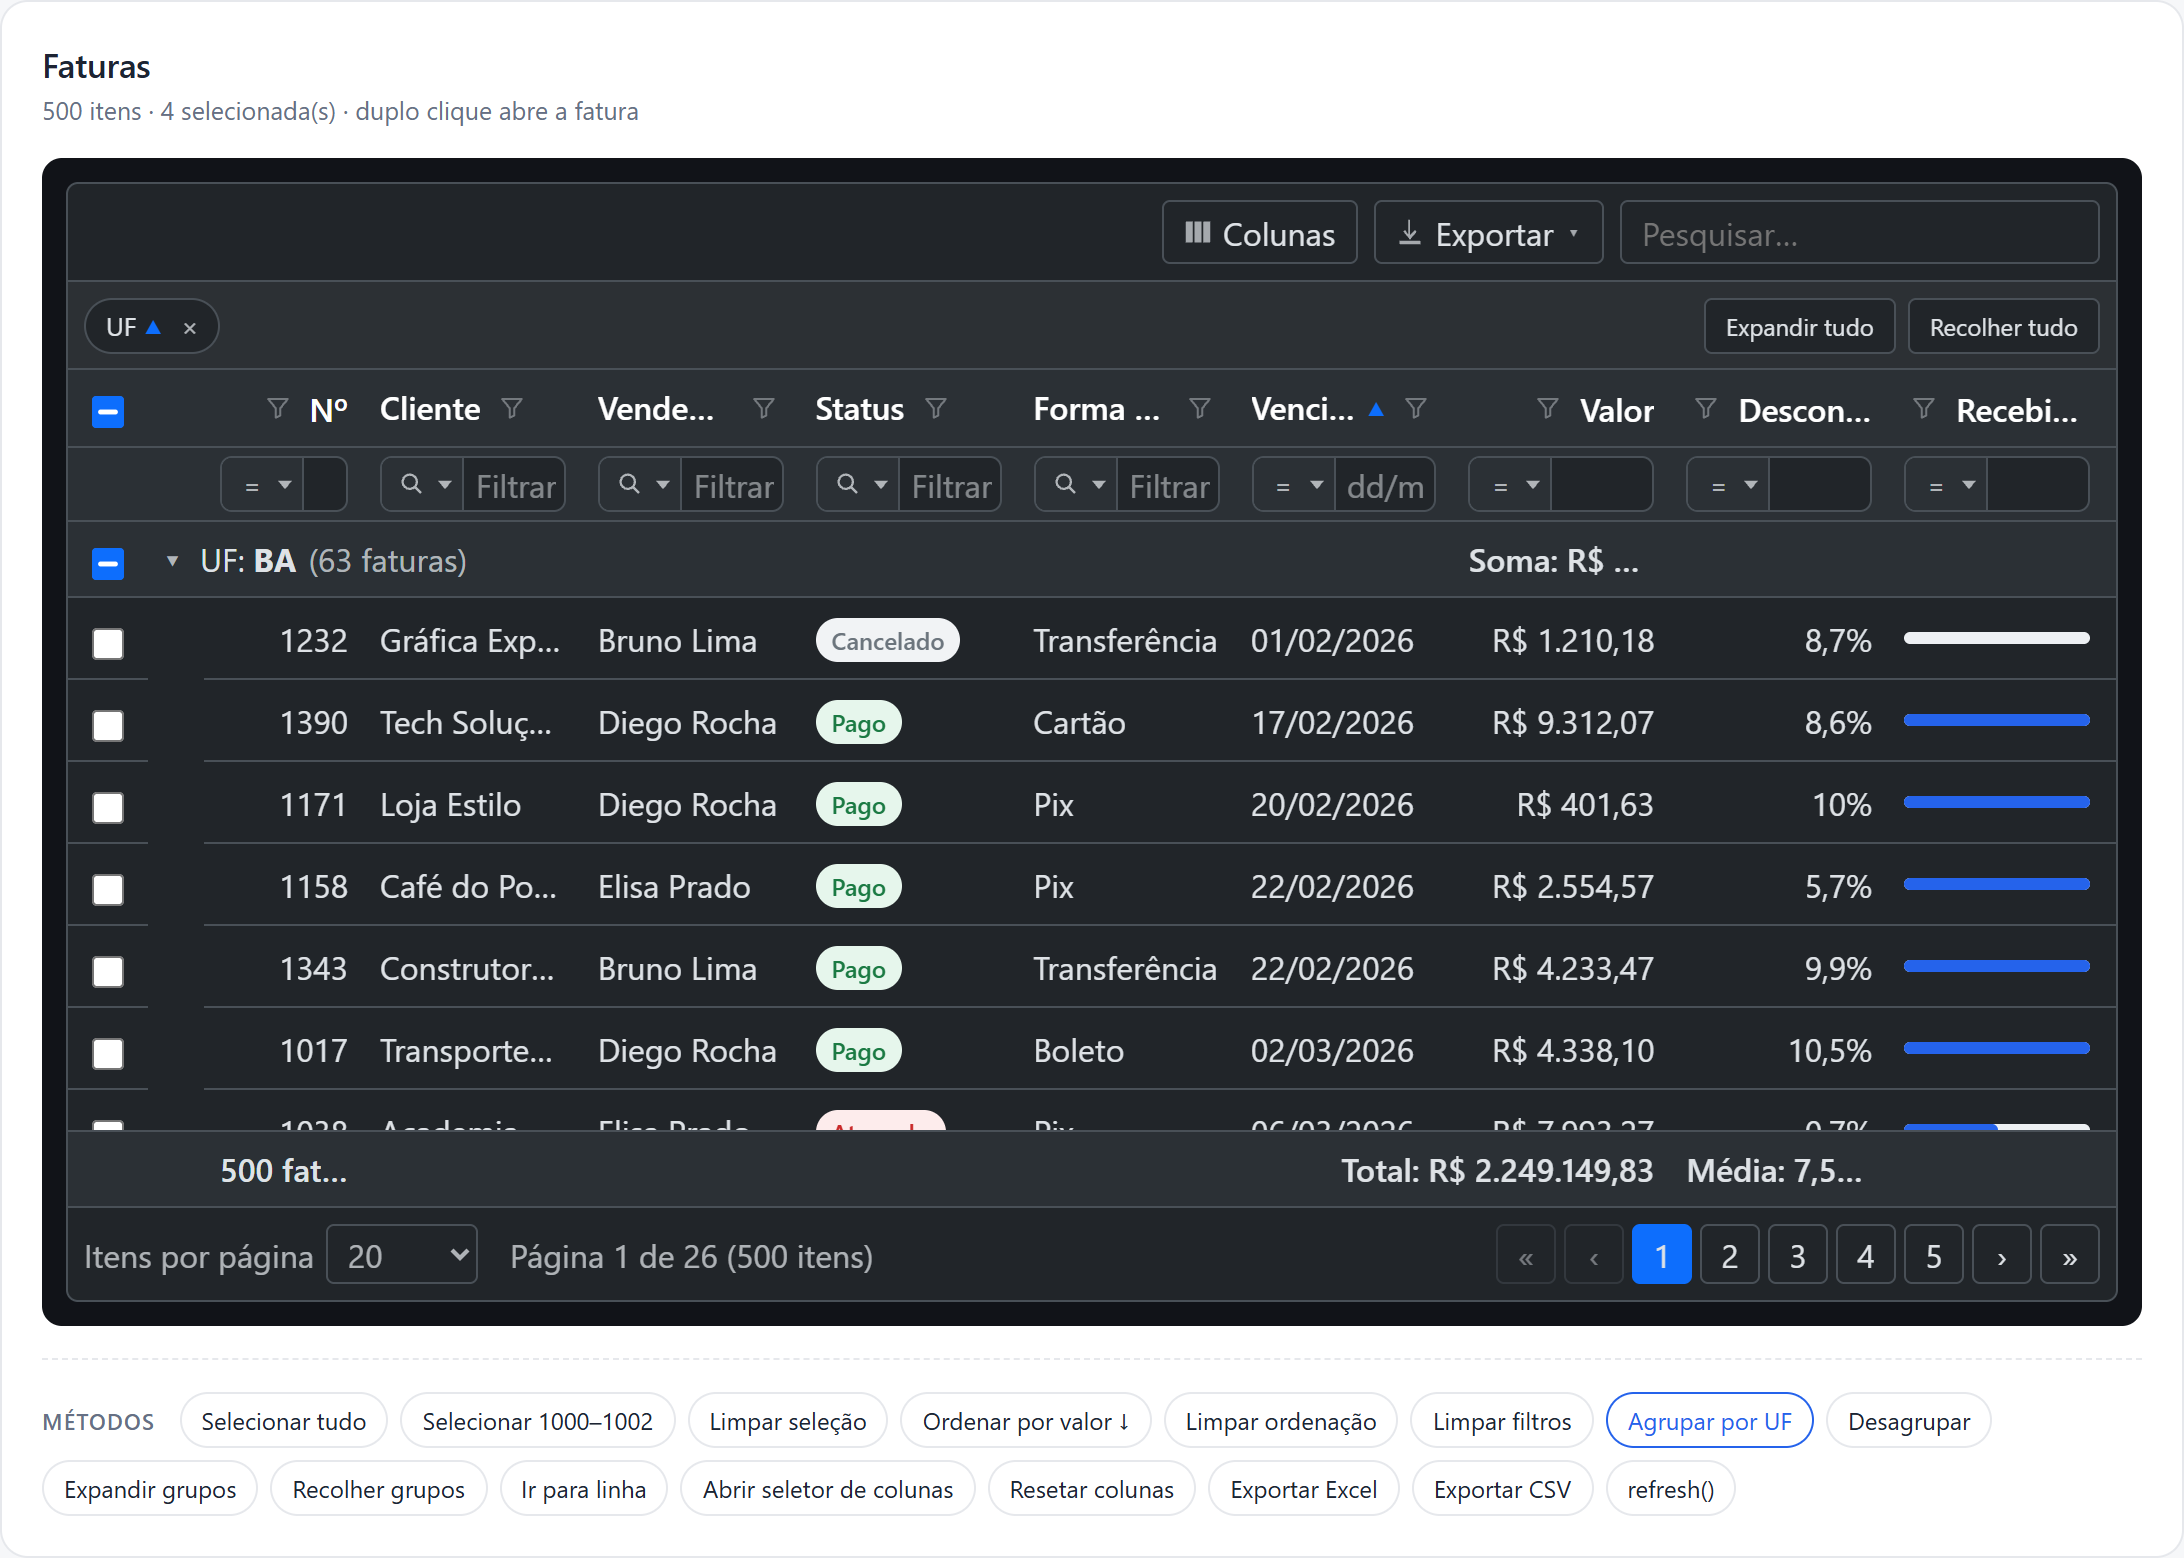 Faturas
500 itens · 4 selecionada(s) · duplo clique abre a fatura
Colunas Exportar Pesquisar...
UF × Expandir tudo Recolher tudo
Nº Cliente Vende... Status Forma ... Venci... Valor Descon... Recebi...
= Filtrar Filtrar Filtrar Filtrar = dd/m = = =
UF: BA (63 faturas) Soma: R$ ...
1232 Gráfica Exp... Bruno Lima Cancelado Transferência 01/02/2026 R$ 1.210,18 8,7%
1390 Tech Soluç... Diego Rocha Pago Cartão 17/02/2026 R$ 9.312,07 8,6%
1171 Loja Estilo Diego Rocha Pago Pix 20/02/2026 R$ 401,63 10%
1158 Café do Po... Elisa Prado Pago Pix 22/02/2026 R$ 2.554,57 5,7%
1343 Construtor... Bruno Lima Pago Transferência 22/02/2026 R$ 4.233,47 9,9%
1017 Transporte... Diego Rocha Pago Boleto 02/03/2026 R$ 4.338,10 10,5%
Elisa Prado Pix
500 fat... Total: R$ 2.249.149,83 Média: 7,5...
Itens por página 20 Página 1 de 26 (500 itens) « ‹ 1 2 3 4 5 › »
MÉTODOS Selecionar tudo Selecionar 1000–1002 Limpar seleção Ordenar por valor ↓ Limpar ordenação Limpar filtros Agrupar por UF Desagrupar
Expandir grupos Recolher grupos Ir para linha Abrir seletor de colunas Resetar colunas Exportar Excel Exportar CSV refresh()